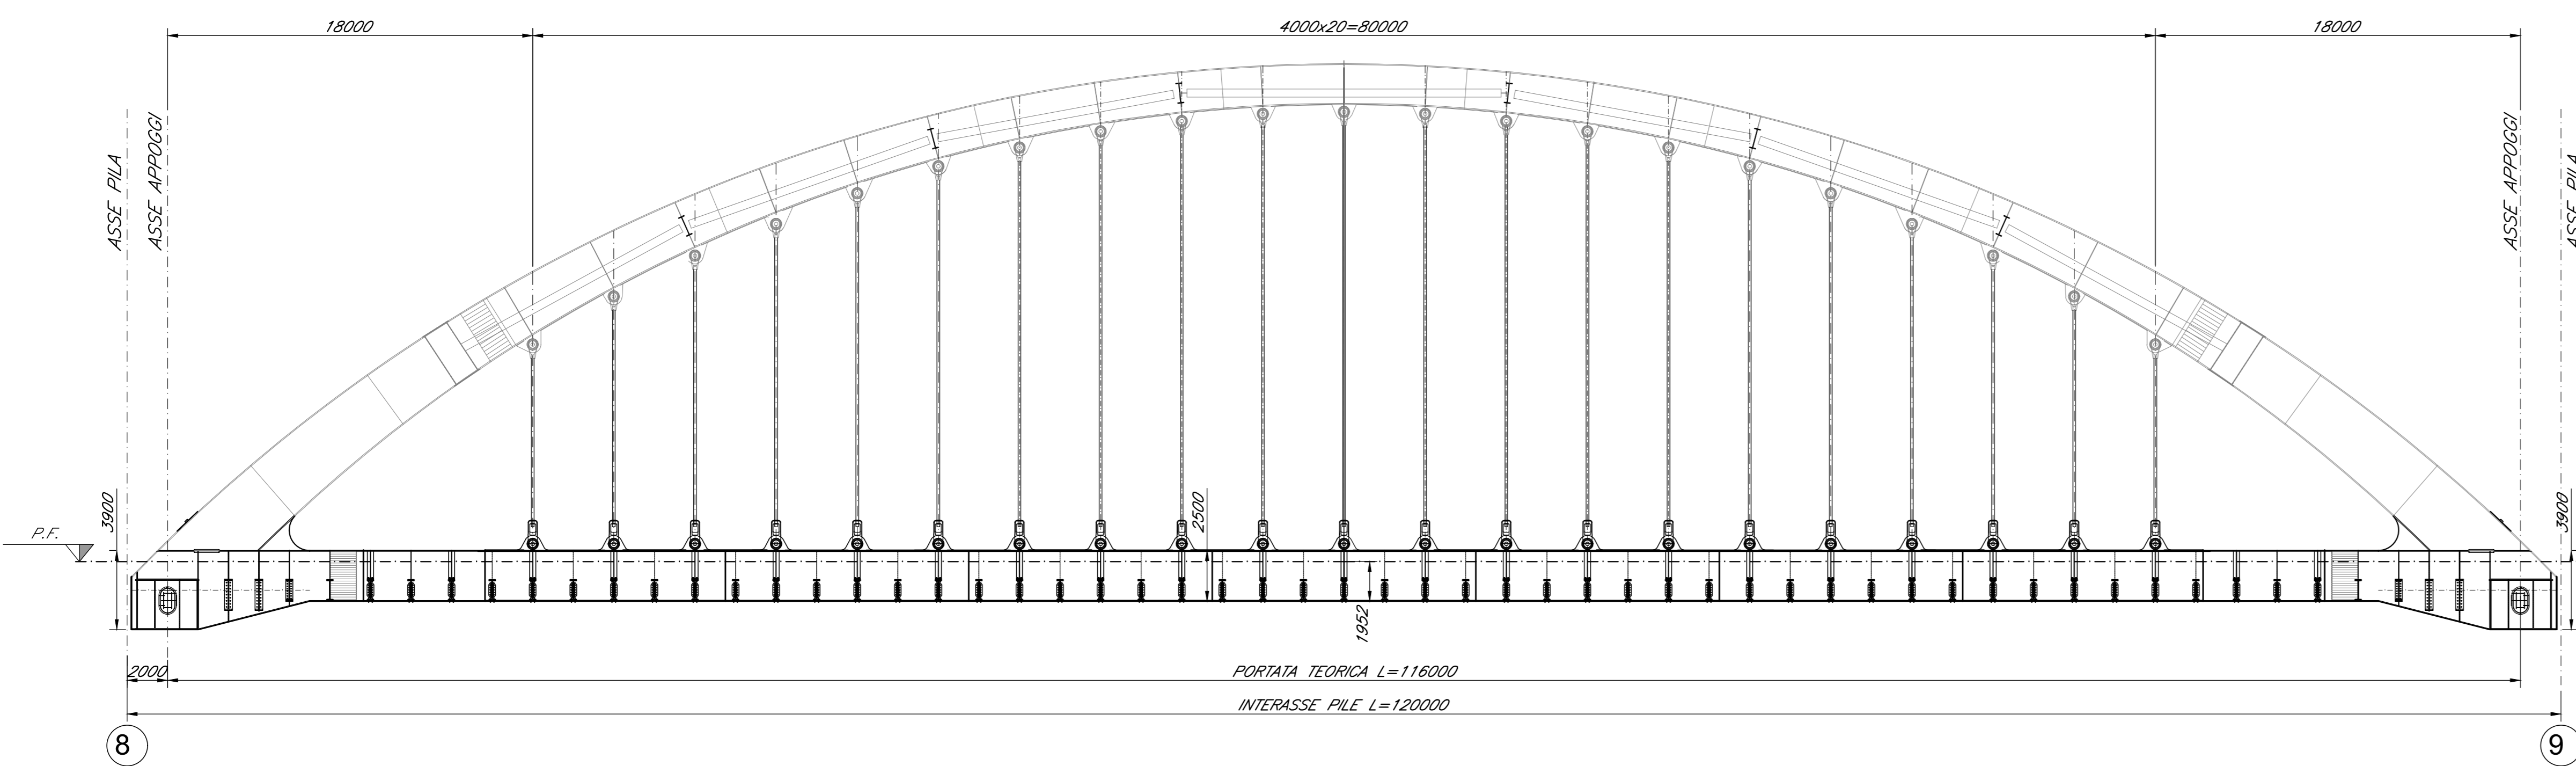 18000
4000x20=80000
18000
ASSE PILA
ASSE APPOGGI
ASSE APPOGGI
ASSE PILA
P.F.
3900
2500
1952
3900
2000
PORTATA TEORICA L=116000
INTERASSE PILE L=120000
8
9